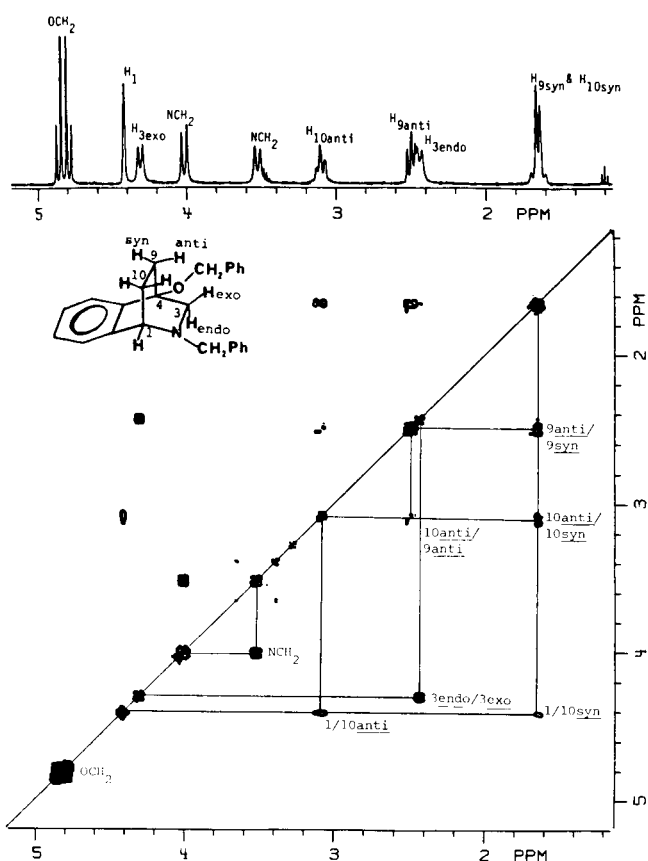 OCH2
H1
H3exo
NCH2
NCH2
H10anti
H9anti
H3endo
H9syn & H10syn
5 4 3 2 PPM
syn anti
9
H H
10
H H O CH2Ph
4
H exo
3
H endo
1
N
H
CH2Ph
PPM
2
3
4
5
9anti/
9syn
10anti/
10syn
10anti/
9anti
NCH2
3endo/3exo
1/10anti
1/10syn
OCH2
5 4 3 2 PPM